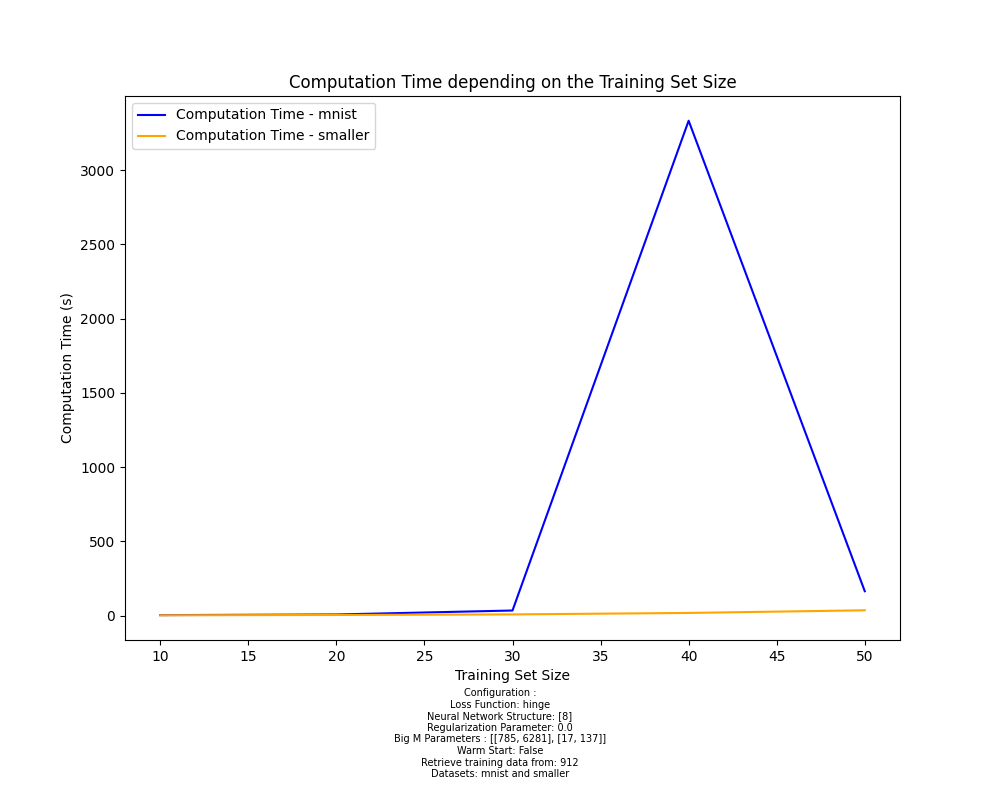 Computation Time depending on the Training Set Size
Computation Time - mnist
Computation Time - smaller
Computation Time (s)
3000
2500
2000
1500
1000
500
0
10 15 20 25 30 35 40 45 50
Training Set Size
Configuration :
Loss Function: hinge
Neural Network Structure: [8]
Regularization Parameter: 0.0
Big M Parameters : [[785, 6281], [17, 137]]
Warm Start: False
Retrieve training data from: 912
Datasets: mnist and smaller